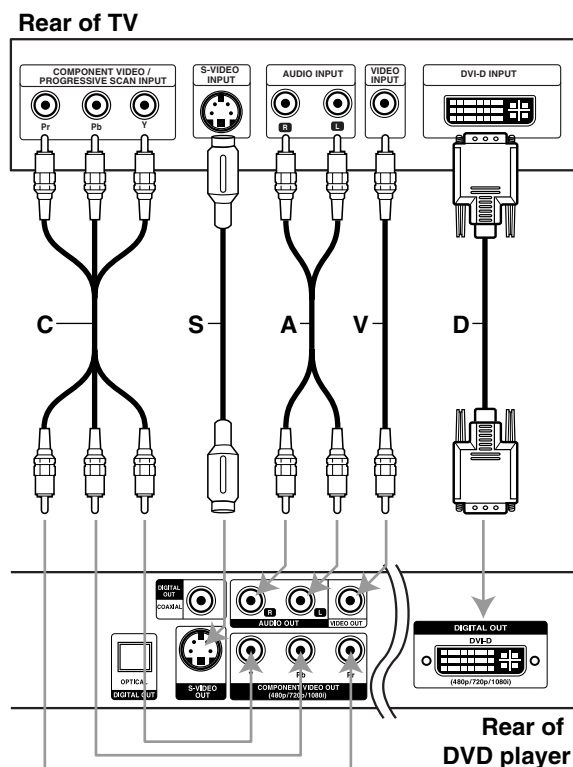 Rear of TV
COMPONENT VIDEO /
PROGRESSIVE SCAN INPUT
Pr
Pb
Y
S-VIDEO
INPUT
AUDIO INPUT
R
L
VIDEO
INPUT
DVI-D INPUT
C
S
A
V
D
DIGITAL
OUT
COAXIAL
R
L
AUDIO OUT
VIDEO OUT
OPTICAL
DIGITAL OUT
S-VIDEO
OUT
Pb
Pr
COMPONENT VIDEO OUT
(480p/720p/1080i)
DIGITAL OUT
DVI-D
(480p/720p/1080i)
Rear of
DVD player